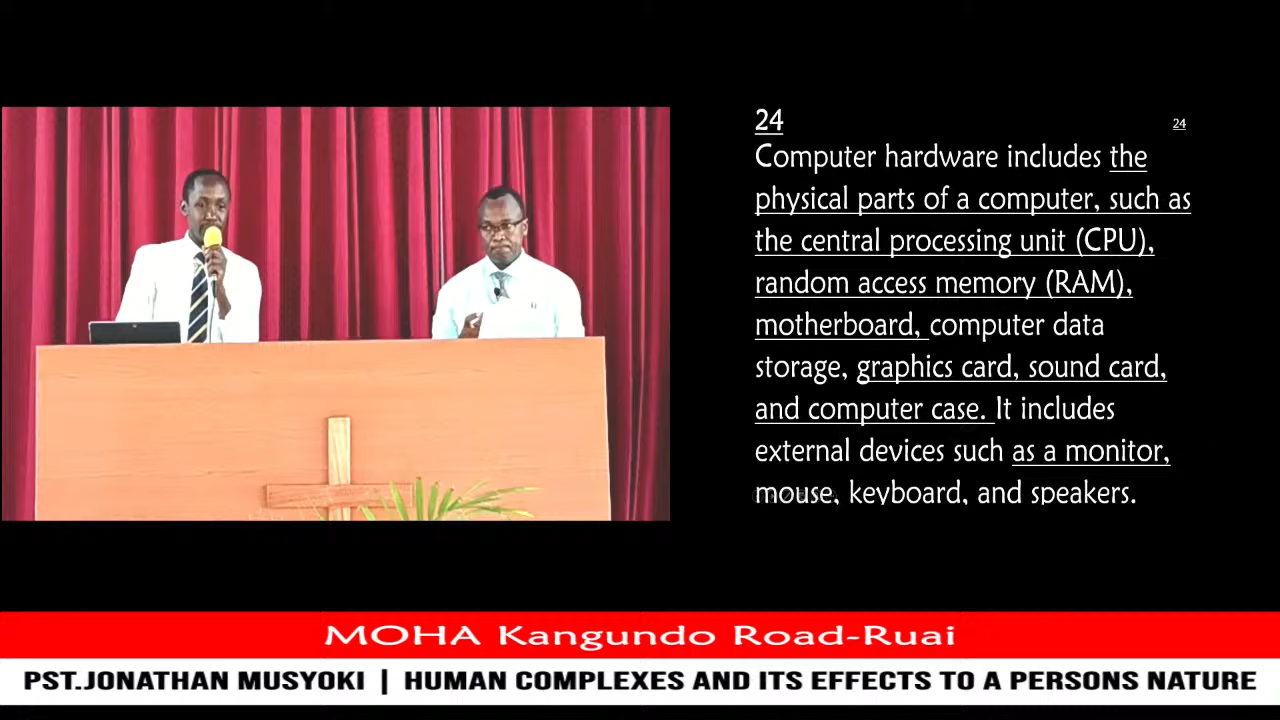 24
24
Computer hardware includes the
physical parts of a computer, such as
the central processing unit (CPU),
random access memory (RAM),
motherboard, computer data
storage, graphics card, sound card,
and computer case. It includes
external devices such as a monitor,
mouse, keyboard, and speakers.
MOHA Kangundo Road-Ruai
PST.JONATHAN MUSYOKI | HUMAN COMPLEXES AND ITS EFFECTS TO A PERSONS NATURE